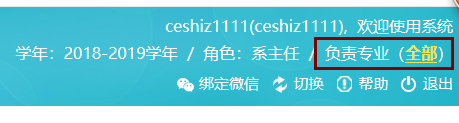 ceshiz1111(ceshiz1111), 欢迎使用系统
学年：2018-2019学年 / 角色：系主任 / 负责专业（全部）
绑定微信 切换 帮助 退出